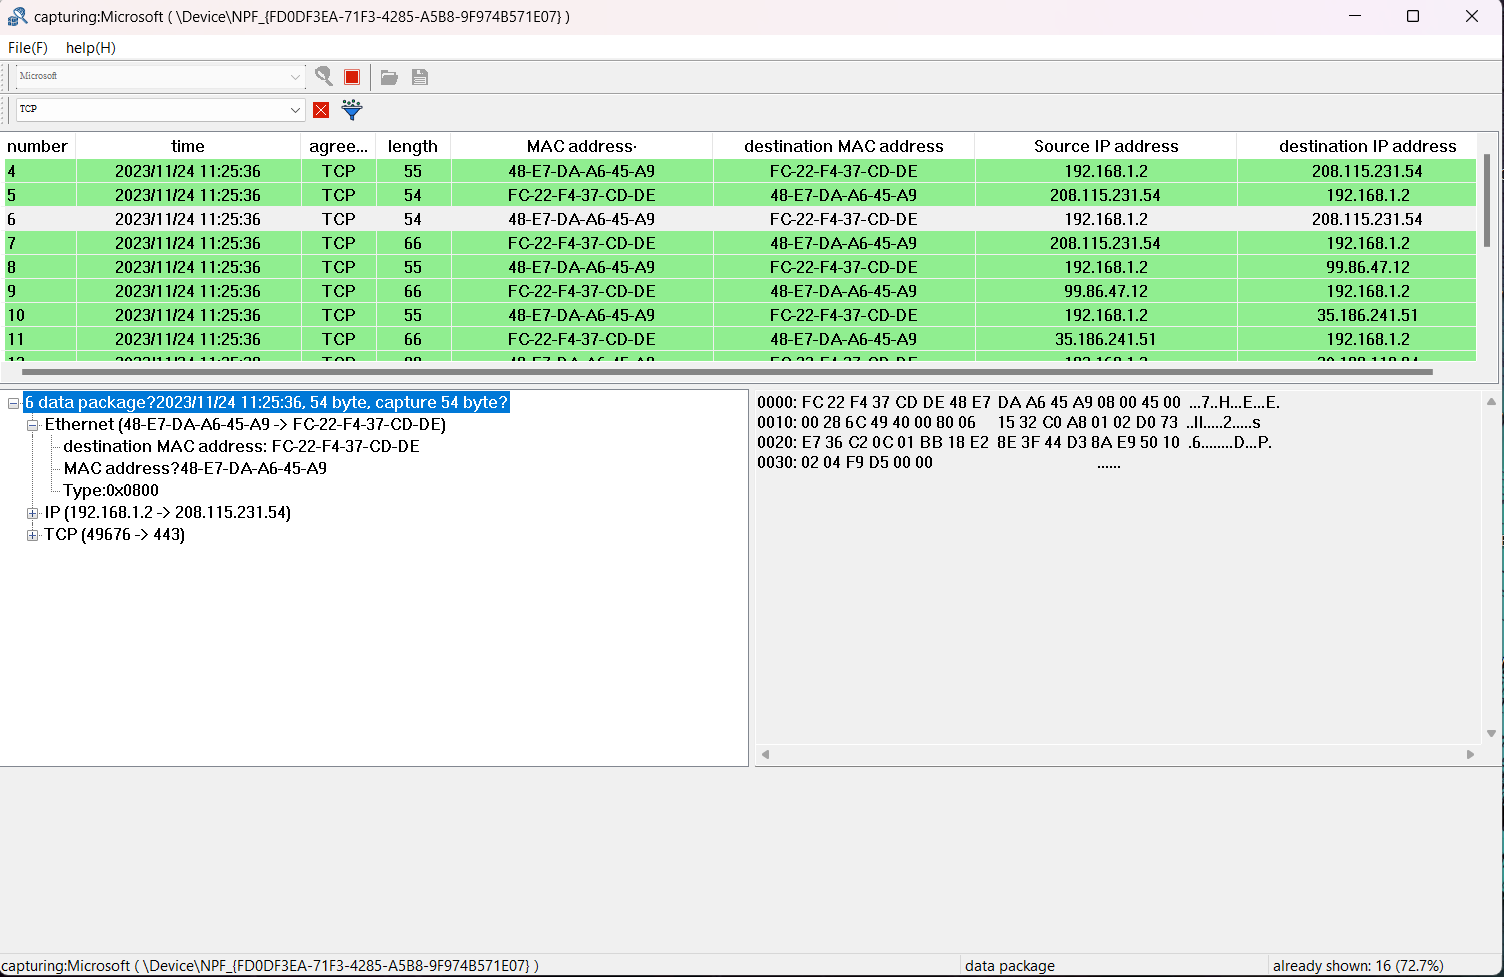 capturing:Microsoft ( \Device\NPF_{FD0DF3EA-71F3-4285-A5B8-9F974B571E07} )
File(F) help(H)
Microsoft
TCP
number time agree... length MAC address· destination MAC address Source IP address destination IP address
4 2023/11/24 11:25:36 TCP 55 48-E7-DA-A6-45-A9 FC-22-F4-37-CD-DE 192.168.1.2 208.115.231.54
5 2023/11/24 11:25:36 TCP 54 FC-22-F4-37-CD-DE 48-E7-DA-A6-45-A9 208.115.231.54 192.168.1.2
6 2023/11/24 11:25:36 TCP 54 48-E7-DA-A6-45-A9 FC-22-F4-37-CD-DE 192.168.1.2 208.115.231.54
7 2023/11/24 11:25:36 TCP 66 FC-22-F4-37-CD-DE 48-E7-DA-A6-45-A9 208.115.231.54 192.168.1.2
8 2023/11/24 11:25:36 TCP 55 48-E7-DA-A6-45-A9 FC-22-F4-37-CD-DE 192.168.1.2 99.86.47.12
9 2023/11/24 11:25:36 TCP 66 FC-22-F4-37-CD-DE 48-E7-DA-A6-45-A9 99.86.47.12 192.168.1.2
10 2023/11/24 11:25:36 TCP 55 48-E7-DA-A6-45-A9 FC-22-F4-37-CD-DE 192.168.1.2 35.186.241.51
11 2023/11/24 11:25:36 TCP 66 FC-22-F4-37-CD-DE 48-E7-DA-A6-45-A9 35.186.241.51 192.168.1.2
6 data package?2023/11/24 11:25:36, 54 byte, capture 54 byte?
Ethernet (48-E7-DA-A6-45-A9 -> FC-22-F4-37-CD-DE)
destination MAC address: FC-22-F4-37-CD-DE
MAC address?48-E7-DA-A6-45-A9
Type:0x0800
IP (192.168.1.2 -> 208.115.231.54)
TCP (49676 -> 443)
0000: FC 22 F4 37 CD DE 48 E7 DA A6 45 A9 08 00 45 00 ...7..H...E...E.
0010: 00 28 6C 49 40 00 80 06 15 32 C0 A8 01 02 D0 73 ..lI.....2.....s
0020: E7 36 C2 0C 01 BB 18 E2 8E 3F 44 D3 8A E9 50 10 .6........D...P.
0030: 02 04 F9 D5 00 00 ......
capturing:Microsoft ( \Device\NPF_{FD0DF3EA-71F3-4285-A5B8-9F974B571E07} ) data package already shown: 16 (72.7%)